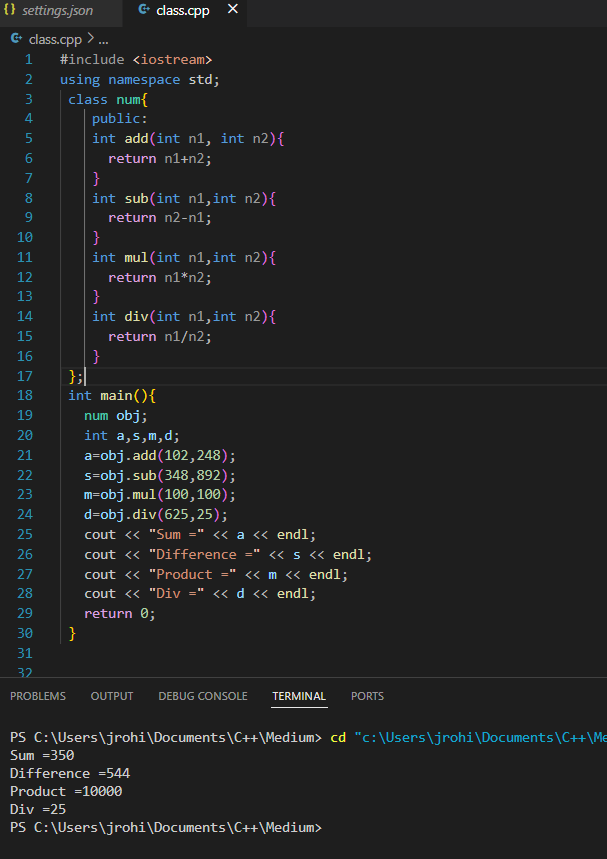 {} settings.json class.cpp ×
class.cpp > ...
1 #include <iostream>
2 using namespace std;
3 class num{
4 public:
5 int add(int n1, int n2){
6 return n1+n2;
7 }
8 int sub(int n1,int n2){
9 return n2-n1;
10 }
11 int mul(int n1,int n2){
12 return n1*n2;
13 }
14 int div(int n1,int n2){
15 return n1/n2;
16 }
17 };
18 int main(){
19 num obj;
20 int a,s,m,d;
21 a=obj.add(102,248);
22 s=obj.sub(348,892);
23 m=obj.mul(100,100);
24 d=obj.div(625,25);
25 cout << "Sum =" << a << endl;
26 cout << "Difference =" << s << endl;
27 cout << "Product =" << m << endl;
28 cout << "Div =" << d << endl;
29 return 0;
30 }
31
32
PROBLEMS OUTPUT DEBUG CONSOLE TERMINAL PORTS
PS C:\Users\jrohi\Documents\C++\Medium> cd "c:\Users\jrohi\Documents\C++\Me
Sum =350
Difference =544
Product =10000
Div =25
PS C:\Users\jrohi\Documents\C++\Medium>